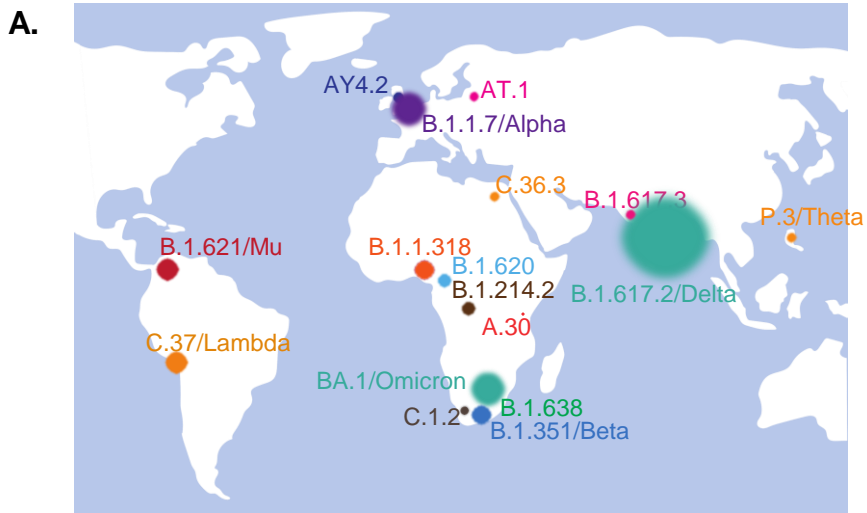 A.
AY4.2
AT.1
B.1.1.7/Alpha
C.36.3
B.1.617.3
P.3/Theta
B.1.621/Mu
B.1.1.318
B.1.620
B.1.214.2
B.1.617.2/Delta
A.30
C.37/Lambda
BA.1/Omicron
B.1.638
C.1.2
B.1.351/Beta